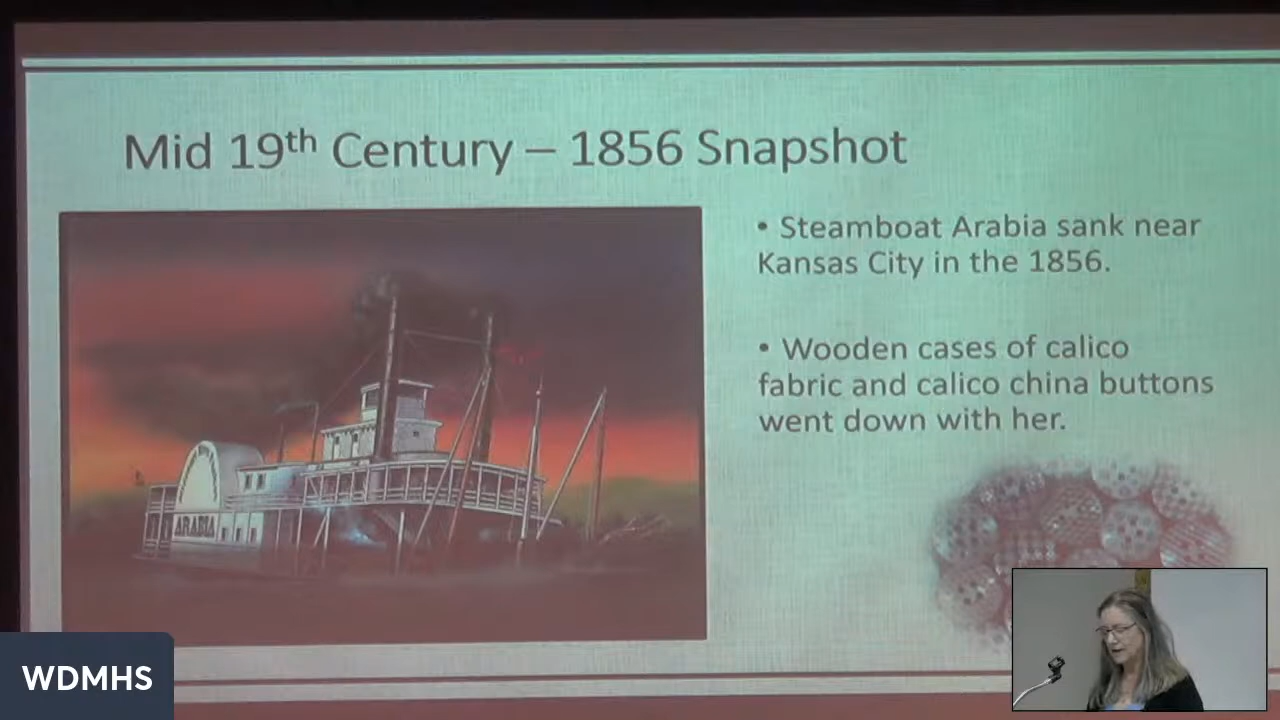 Mid 19th Century – 1856 Snapshot
• Steamboat Arabia sank near
Kansas City in the 1856.
• Wooden cases of calico
fabric and calico china buttons
went down with her.
ARABIA
WDMHS